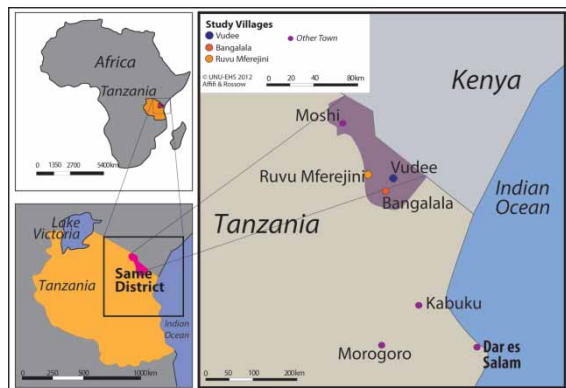 Africa
Tanzania
0 1350 2700 5400km
Lake
Victoria
Same
District
Tanzania
Indian
Ocean
0 250 500 1000km
Study Villages
Vudee
Bangalala
Ruvu Mferejini
Other Town
© UNU-EHS 2012
Affifi & Rossow
0 20 40 80km
Kenya
Moshi
Ruvu Mferejini
Vudee
Bangalala
Indian
Ocean
Tanzania
Kabuku
Morogoro
Dar es
Salam
0 50 100 200km